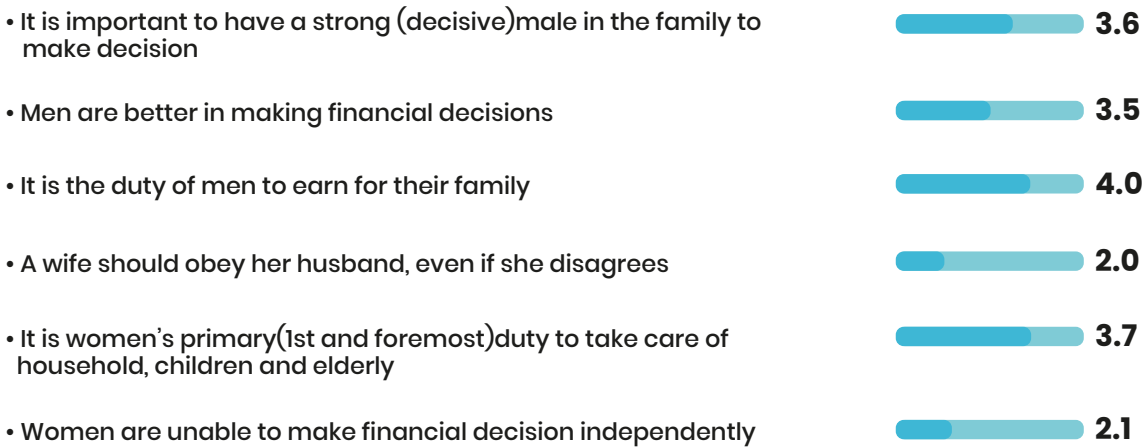 • It is important to have a strong (decisive)male in the family to
make decision
3.6
• Men are better in making financial decisions
3.5
• It is the duty of men to earn for their family
4.0
• A wife should obey her husband, even if she disagrees
2.0
• It is women's primary(1st and foremost)duty to take care of
household, children and elderly
3.7
• Women are unable to make financial decision independently
2.1